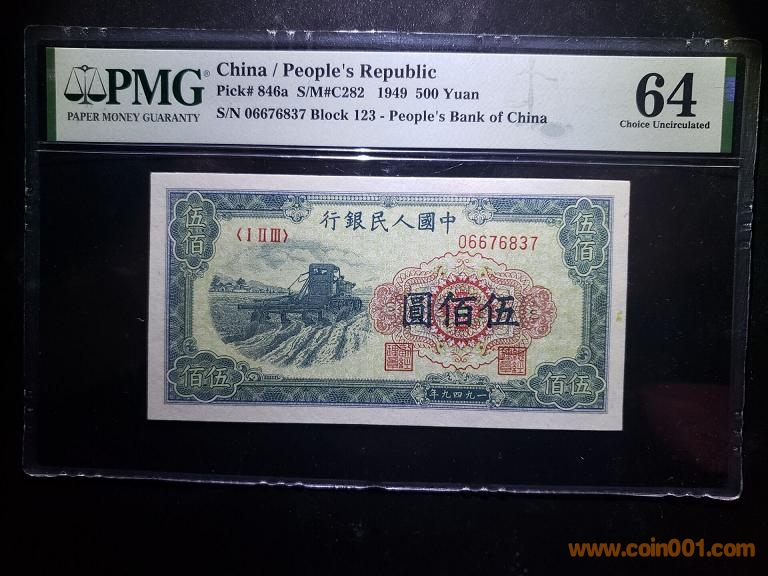 PMG
PAPER MONEY GUARANTY
China / People's Republic
Pick# 846a S/M#C282 1949 500 Yuan
S/N 06676837 Block 123 - People's Bank of China
64
Choice Uncirculated
伍佰
伍佰
行銀民人國中
〈I II III〉
06676837
圓佰伍
佰伍
年九四九一
佰伍
www.coin001.com